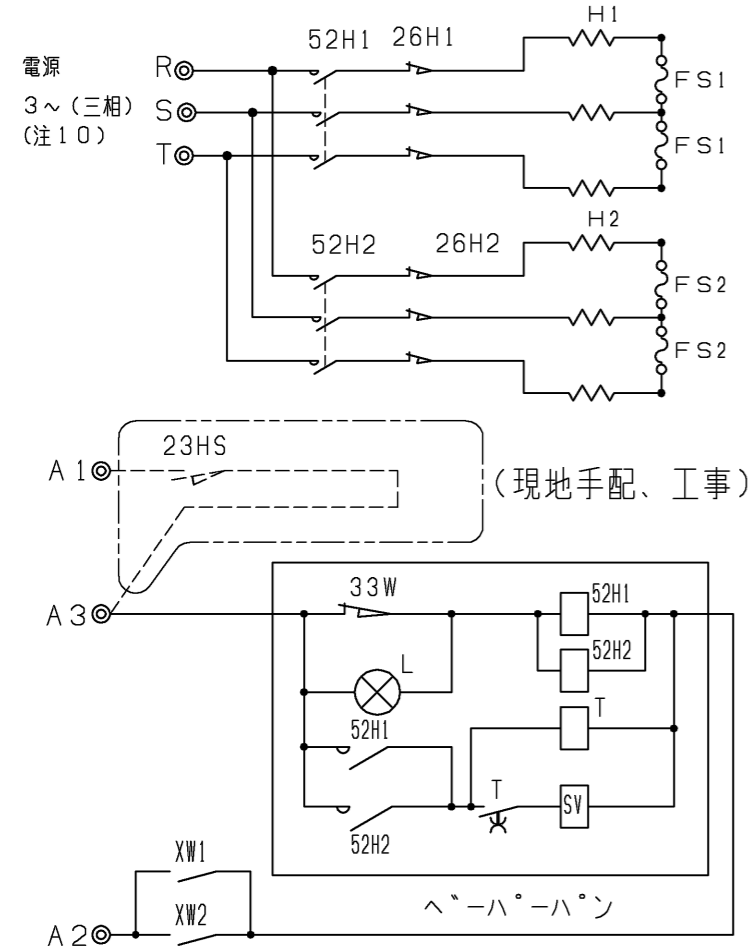 H1
52H1 26H1
電源
R
FS1
3～（三相）
S
(注１０)
FS1
T
H2
52H2 26H2
FS2
FS2
23HS
A1
（現地手配、工事）
33W
52H1
A3
52H2
L
T
52H1
T
SV
52H2
XW1
ベーパーパン
XW2
A2